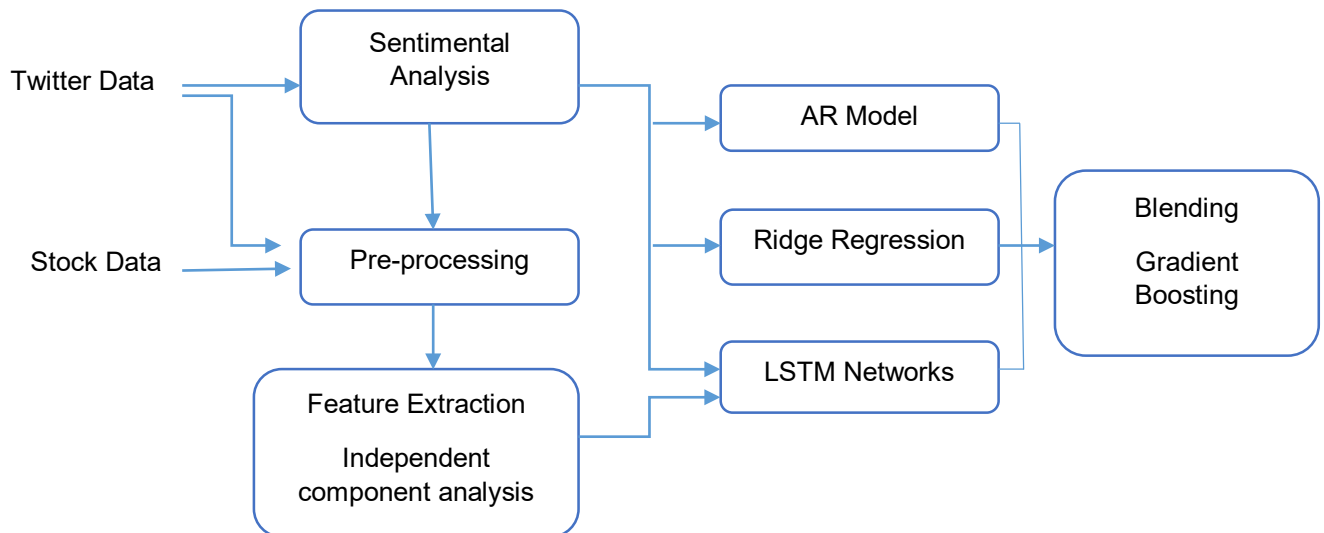 Twitter Data
Stock Data
Sentimental
Analysis
Pre-processing
Feature Extraction
Independent
component analysis
AR Model
Ridge Regression
LSTM Networks
Blending
Gradient
Boosting